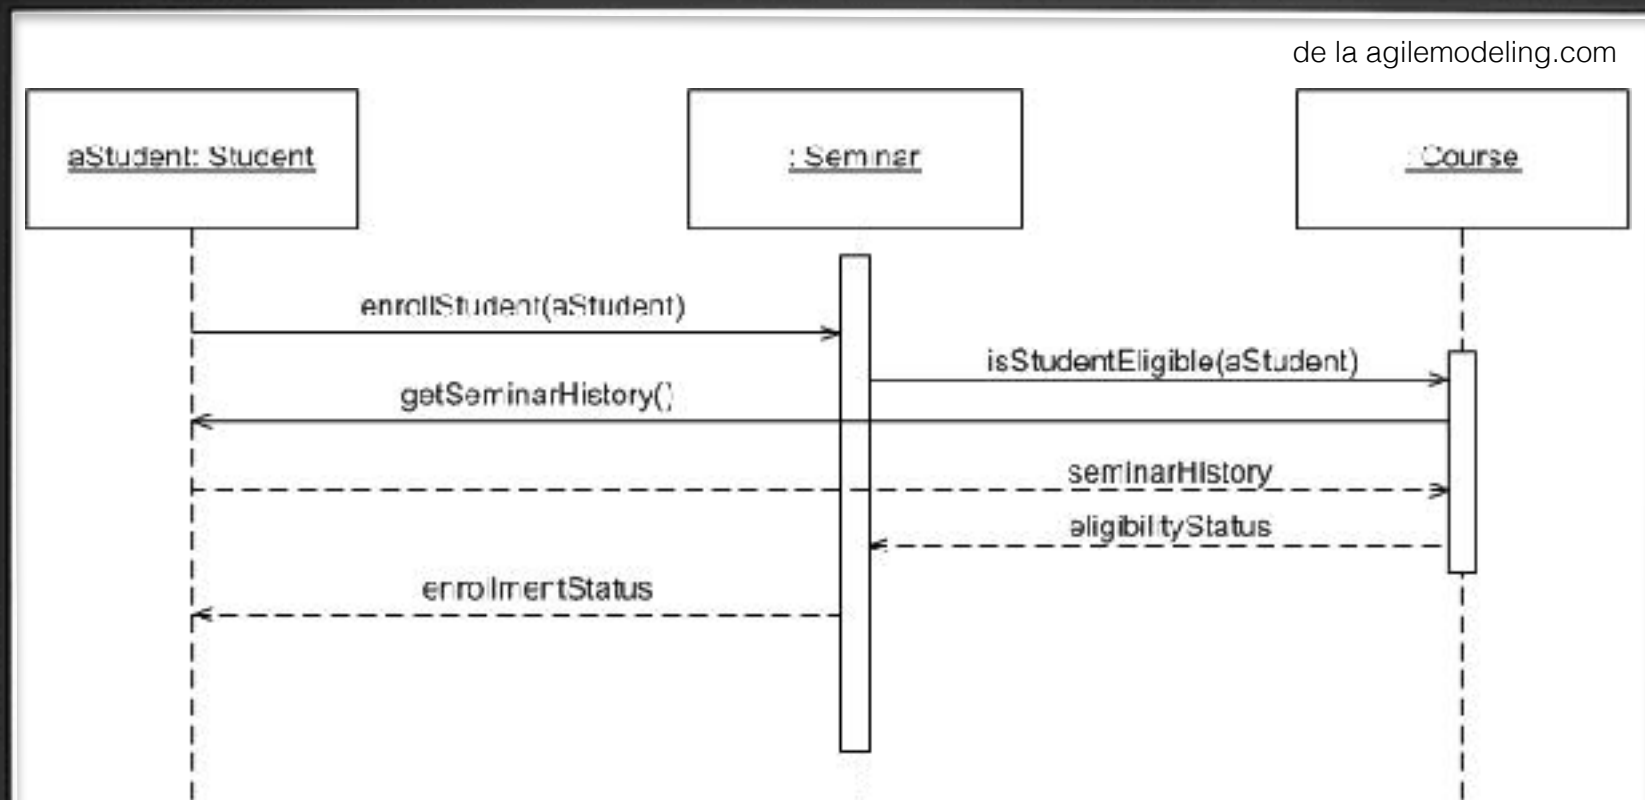 de la agilemodeling.com
aStudent: Student
: Seminar
: Course
enrollStudent(aStudent)
isStudentEligible(aStudent)
getSeminarHistory()
seminarHistory
eligibilityStatus
enrollmentStatus